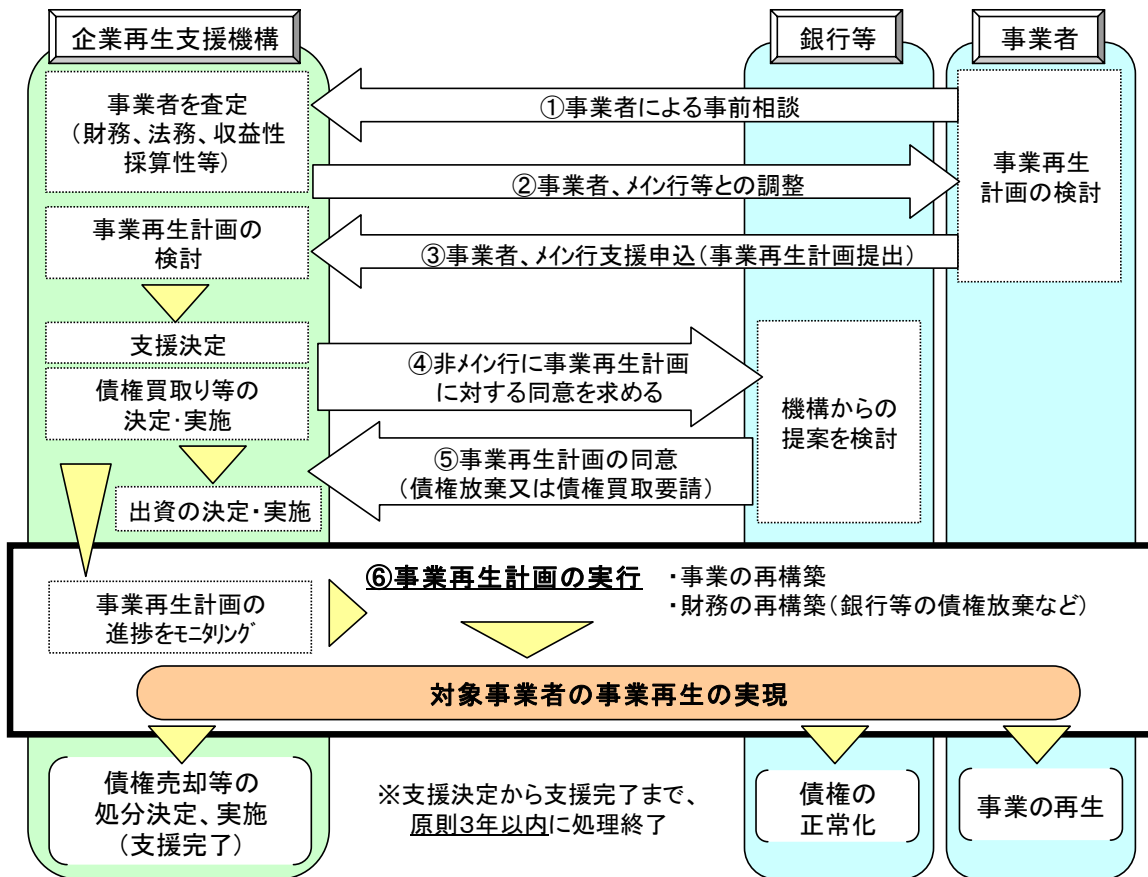 企業再生支援機構
銀行等
事業者
事業者を査定
（財務、法務、収益性
採算性等）
①事業者による事前相談
②事業者、メイン行等との調整
事業再生
計画の検討
事業再生計画の
検討
③事業者、メイン行支援申込（事業再生計画提出）
支援決定
④非メイン行に事業再生計画
に対する同意を求める
債権買取り等の
決定・実施
機構からの
提案を検討
⑤事業再生計画の同意
（債権放棄又は債権買取要請）
出資の決定・実施
⑥事業再生計画の実行
・事業の再構築
・財務の再構築（銀行等の債権放棄など）
事業再生計画の
進捗をモニタリング
対象事業者の事業再生の実現
債権売却等の
処分決定、実施
（支援完了）
※支援決定から支援完了まで、
原則3年以内に処理終了
債権の
正常化
事業の再生